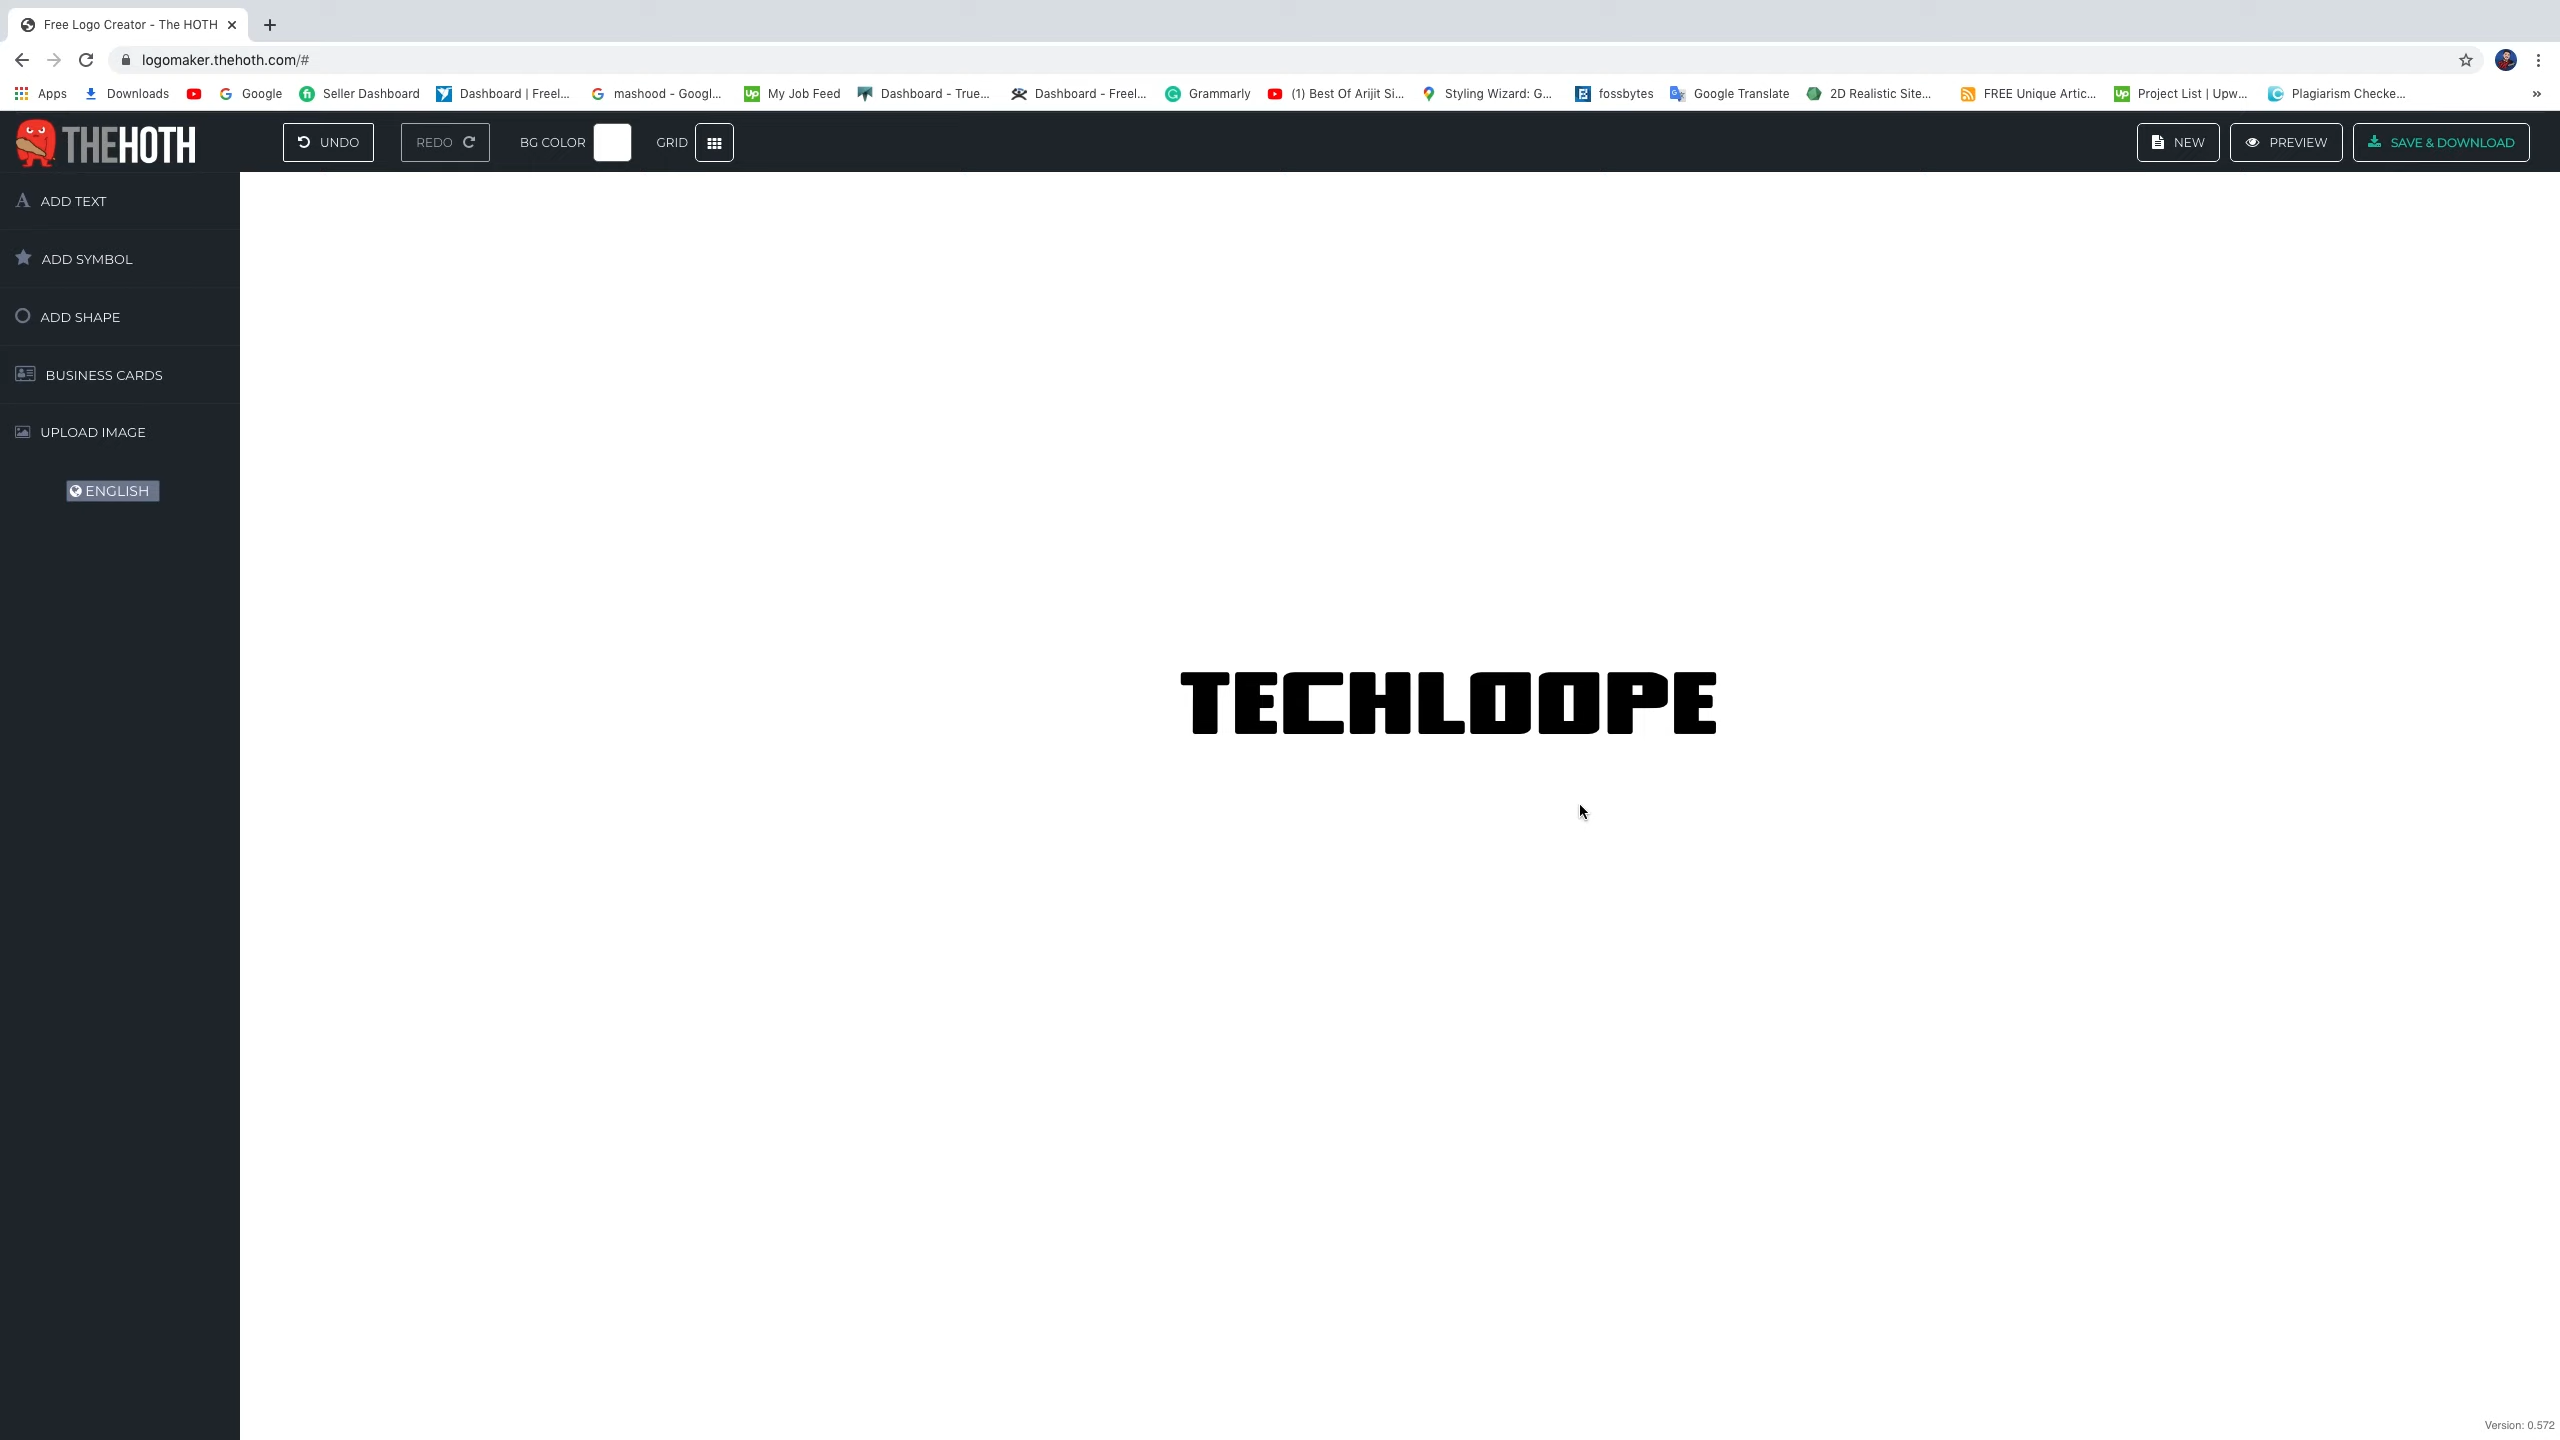 Free Logo Creator - The HOTH
logomaker.thehoth.com/#
Apps Downloads Google Seller Dashboard Dashboard | Freel... mashood - Googl... My Job Feed Dashboard - True... Dashboard - Freel... Grammarly (1) Best Of Arijit Si... Styling Wizard: G... fossbytes Google Translate 2D Realistic Site... FREE Unique Artic... Project List | Upw... Plagiarism Checke... »
THEHOTH UNDO REDO BG COLOR GRID NEW PREVIEW SAVE & DOWNLOAD
ADD TEXT
ADD SYMBOL
ADD SHAPE
BUSINESS CARDS
UPLOAD IMAGE
ENGLISH
TECHLOOPE
Version: 0.572